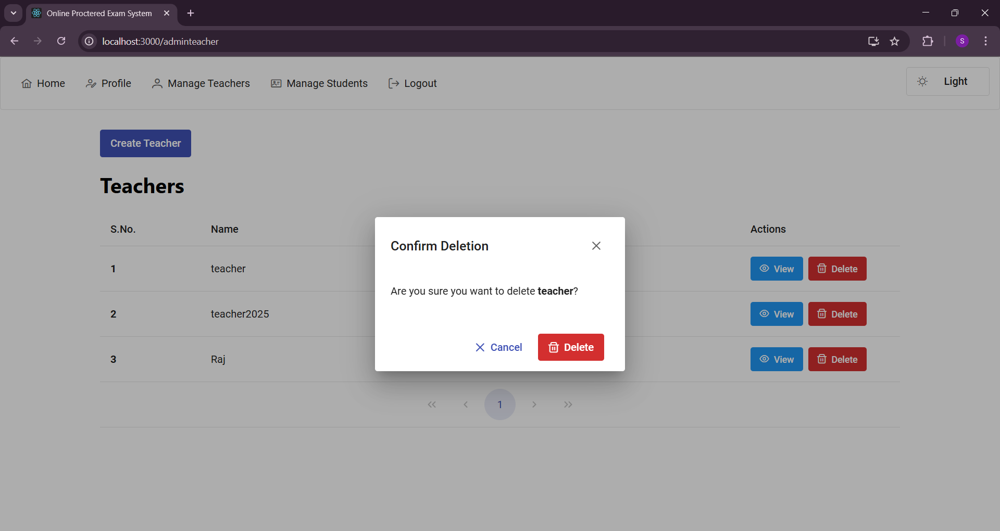 Online Proctered Exam System
localhost:3000/adminteacher
S
Home Profile Manage Teachers Manage Students Logout Light
Create Teacher
Teachers
S.No. Name Actions
1 teacher View Delete
2 teacher2025 View Delete
3 Raj View Delete
Confirm Deletion
Are you sure you want to delete teacher?
Cancel Delete
1